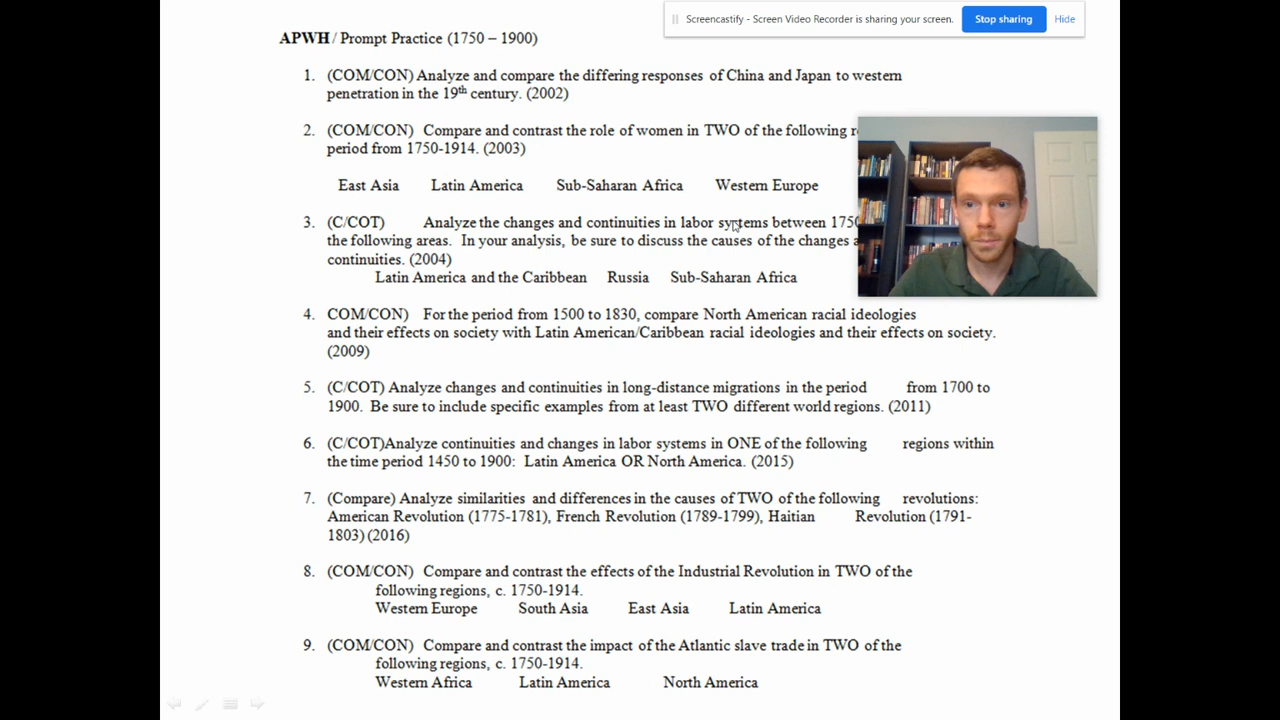 Screencastify - Screen Video Recorder is sharing your screen. Stop sharing Hide
APWH / Prompt Practice (1750 – 1900)
1. (COM/CON) Analyze and compare the differing responses of China and Japan to western
penetration in the 19th century. (2002)
2. (COM/CON) Compare and contrast the role of women in TWO of the following
period from 1750-1914. (2003)
East Asia Latin America Sub-Saharan Africa Western Europe
3. (C/COT) Analyze the changes and continuities in labor systems between
the following areas. In your analysis, be sure to discuss the causes of the changes
continuities. (2004)
Latin America and the Caribbean Russia Sub-Saharan Africa
4. COM/CON) For the period from 1500 to 1830, compare North American racial ideologies
and their effects on society with Latin American/Caribbean racial ideologies and their effects on society.
(2009)
5. (C/COT) Analyze changes and continuities in long-distance migrations in the period from 1700 to
1900. Be sure to include specific examples from at least TWO different world regions. (2011)
6. (C/COT)Analyze continuities and changes in labor systems in ONE of the following regions within
the time period 1450 to 1900: Latin America OR North America. (2015)
7. (Compare) Analyze similarities and differences in the causes of TWO of the following revolutions:
American Revolution (1775-1781), French Revolution (1789-1799), Haitian Revolution (1791-
1803) (2016)
8. (COM/CON) Compare and contrast the effects of the Industrial Revolution in TWO of the
following regions, c. 1750-1914.
Western Europe South Asia East Asia Latin America
9. (COM/CON) Compare and contrast the impact of the Atlantic slave trade in TWO of the
following regions, c. 1750-1914.
Western Africa Latin America North America